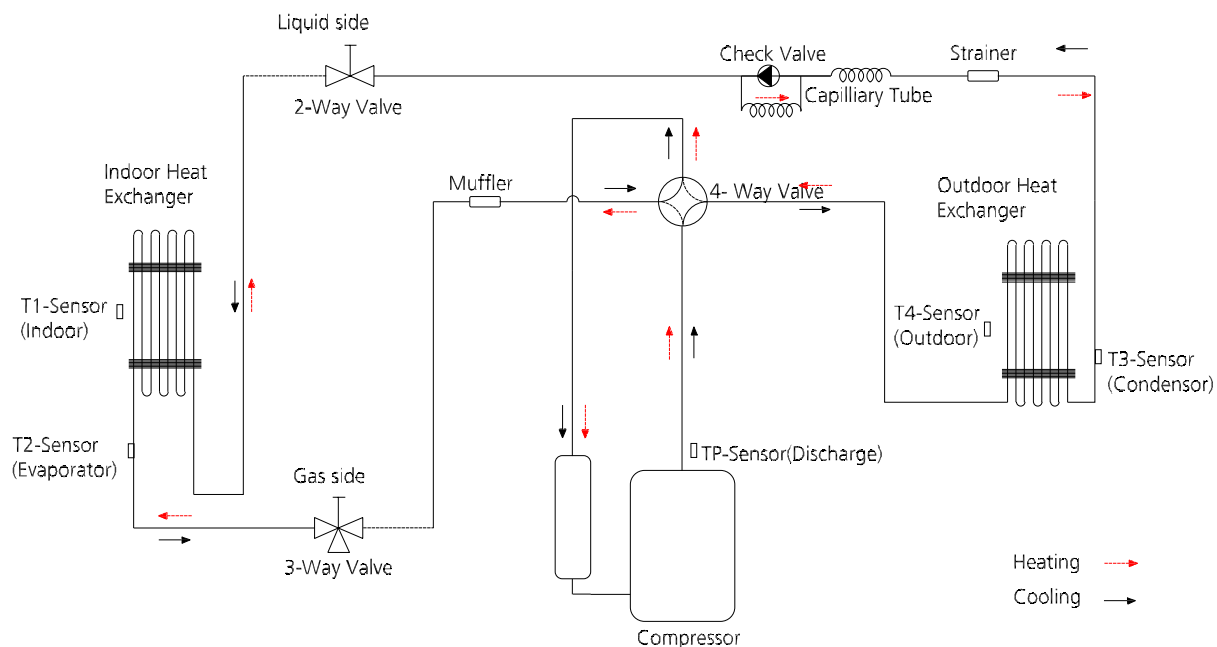 Liquid side
2-Way Valve
Check Valve
Capilliary Tube
Strainer
Indoor Heat
Exchanger
Muffler
4- Way Valve
Outdoor Heat
Exchanger
T1-Sensor
(Indoor)
T4-Sensor
(Outdoor)
T3-Sensor
(Condensor)
T2-Sensor
(Evaporator)
Gas side
3-Way Valve
TP-Sensor(Discharge)
Compressor
Heating
Cooling